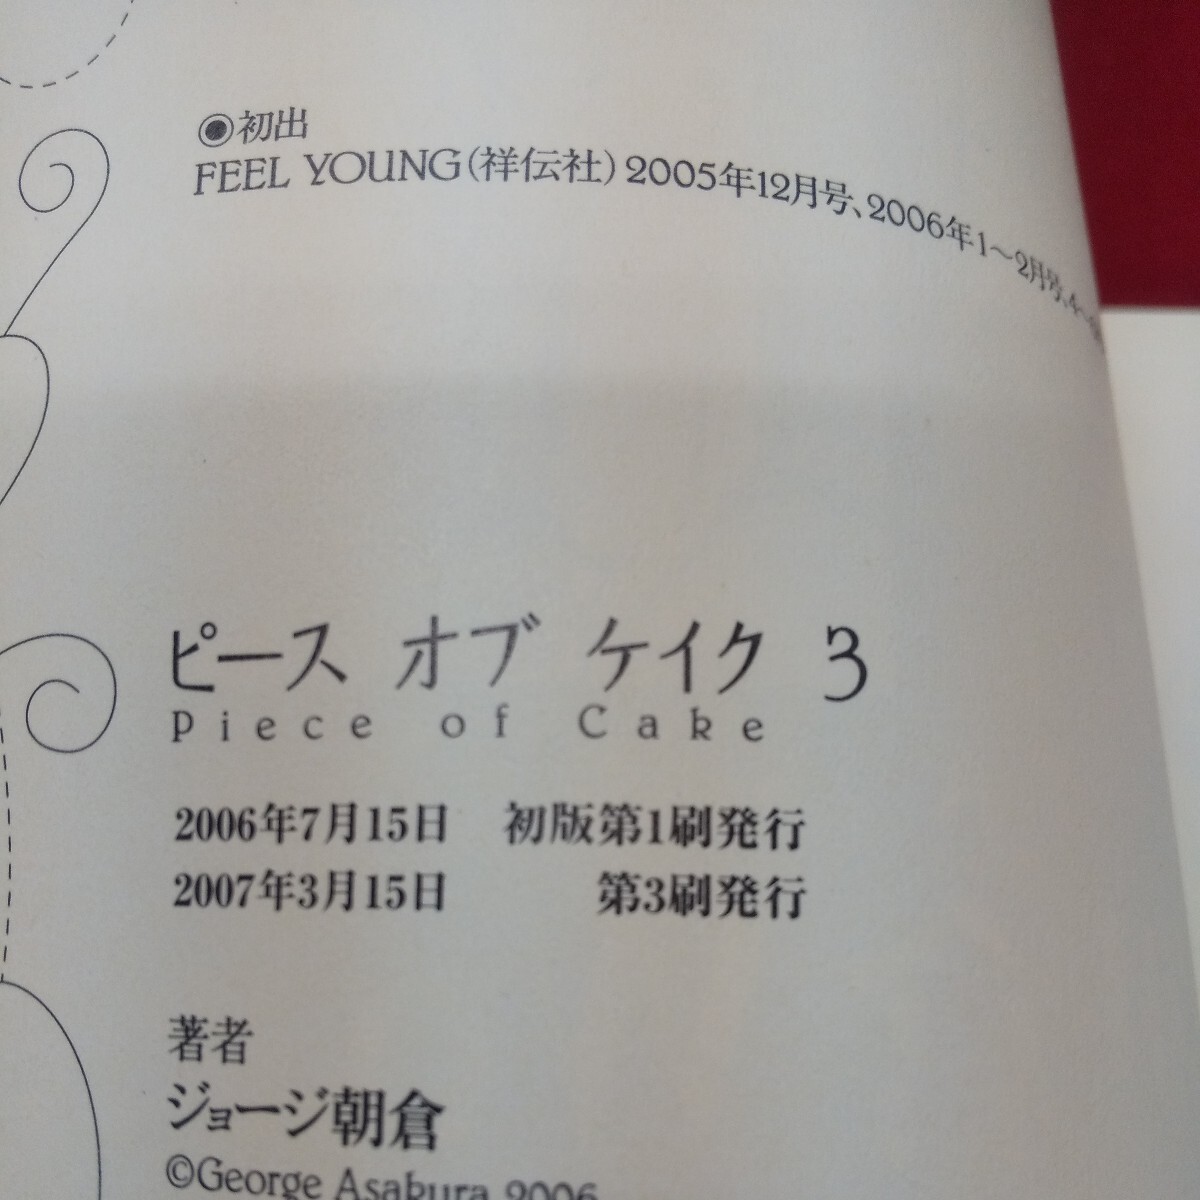 ◉初出
FEEL YOUNG(祥伝社) 2005年12月号、2006年1〜2月号、4〜
ピース オブ ケイク 3
Piece of Cake
2006年7月15日　初版第1刷発行
2007年3月15日　第3刷発行
著者
ジョージ朝倉
©George Asakura 2006